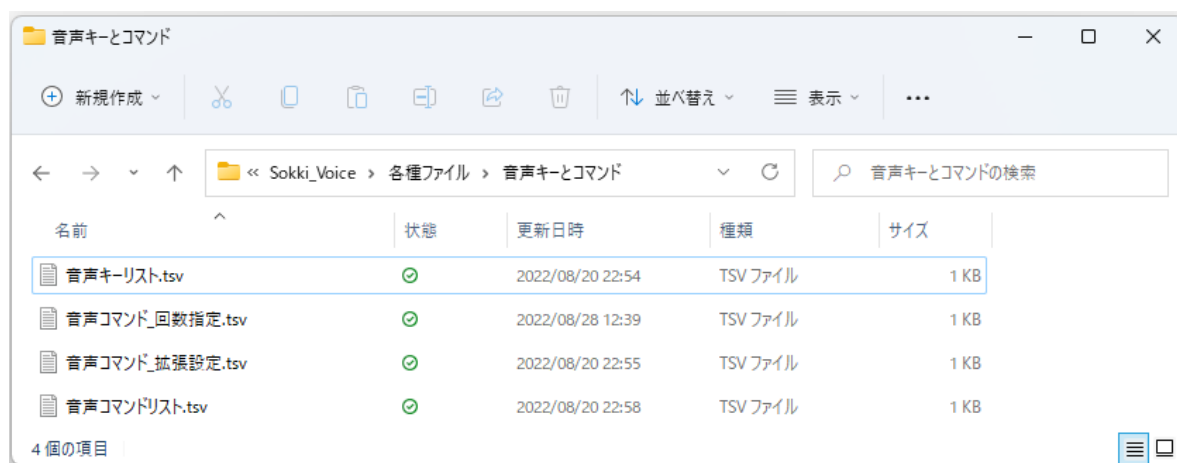 音声キーとコマンド
新規作成 並べ替え 表示 •••
« Sokki_Voice › 各種ファイル › 音声キーとコマンド 音声キーとコマンドの検索
名前 状態 更新日時 種類 サイズ
音声キーリスト.tsv 2022/08/20 22:54 TSV ファイル 1 KB
音声コマンド_回数指定.tsv 2022/08/28 12:39 TSV ファイル 1 KB
音声コマンド_拡張設定.tsv 2022/08/20 22:55 TSV ファイル 1 KB
音声コマンドリスト.tsv 2022/08/20 22:58 TSV ファイル 1 KB
4 個の項目